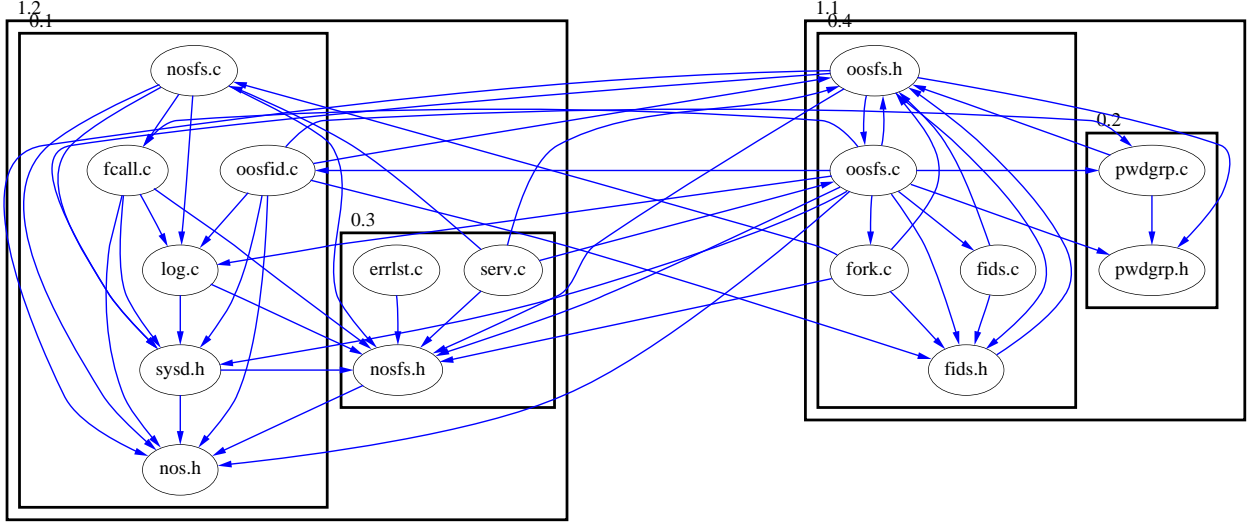 1.2
0.1
nosfs.c
fcall.c
oosfid.c
0.3
log.c
errlst.c
serv.c
sysd.h
nosfs.h
nos.h
1.1
0.4
oosfs.h
0.2
oosfs.c
pwdgrp.c
fork.c
fids.c
pwdgrp.h
fids.h